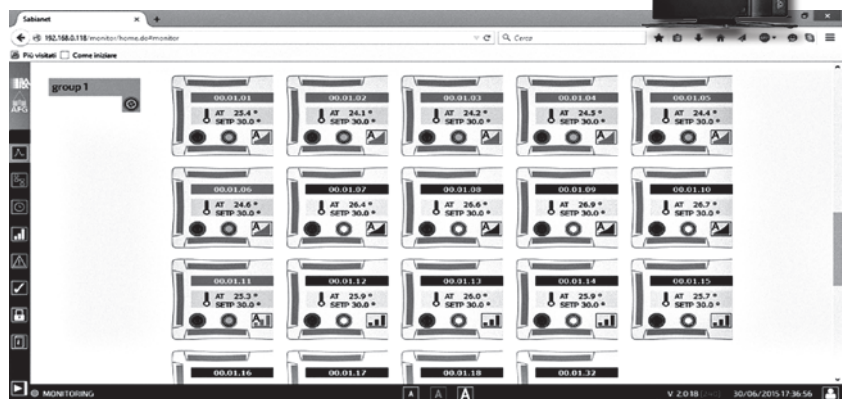 Sabianet
192.168.0.118/monitor/home.do#monitor
Cerca
Più visitati Come iniziare
group 1
00.01.01 00.01.02 00.01.03 00.01.04 00.01.05
AT 25.4 ° AT 24.1 ° AT 24.2 ° AT 24.5 ° AT 24.4 °
SETP 30.0 ° SETP 30.0 ° SETP 30.0 ° SETP 30.0 ° SETP 30.0 °
A A A A A
00.01.06 00.01.07 00.01.08 00.01.09 00.01.10
AT 24.6 ° AT 26.4 ° AT 26.6 ° AT 26.9 ° AT 26.7 °
SETP 30.0 ° SETP 30.0 ° SETP 30.0 ° SETP 30.0 ° SETP 30.0 °
A A A A A
00.01.11 00.01.12 00.01.13 00.01.14 00.01.15
AT 25.3 ° AT 25.9 ° AT 26.0 ° AT 25.9 ° AT 25.7 °
SETP 30.0 ° SETP 30.0 ° SETP 30.0 ° SETP 30.0 ° SETP 30.0 °
A
00.01.16 00.01.17 00.01.18 00.01.32
MONITORING A A A V. 2.0.18 30/06/2015 17:36:56